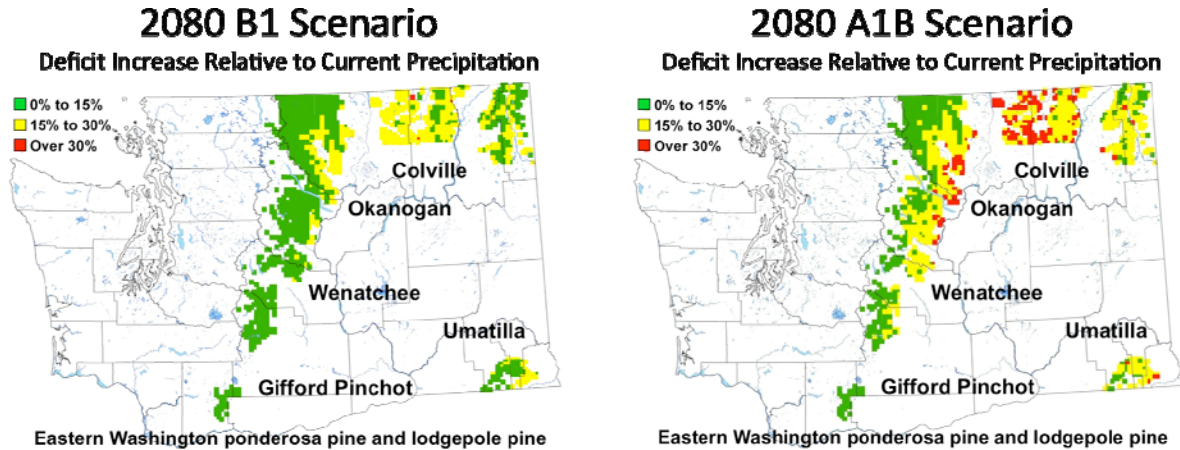 2080 B1 Scenario
Deficit Increase Relative to Current Precipitation
0% to 15%
15% to 30%
Over 30%
Colville
Okanogan
Wenatchee
Umatilla
Gifford Pinchot
Eastern Washington ponderosa pine and lodgepole pine
2080 A1B Scenario
Deficit Increase Relative to Current Precipitation
0% to 15%
15% to 30%
Over 30%
Colville
Okanogan
Wenatchee
Umatilla
Gifford Pinchot
Eastern Washington ponderosa pine and lodgepole pine